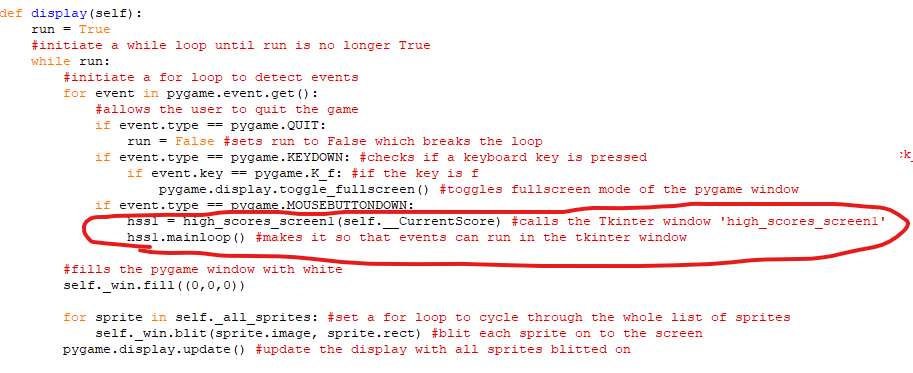 def display(self):
    run = True
    #initiate a while loop until run is no longer True
    while run:
        #initiate a for loop to detect events
        for event in pygame.event.get():
            #allows the user to quit the game
            if event.type == pygame.QUIT:
                run = False #sets run to False which breaks the loop
            if event.type == pygame.KEYDOWN: #checks if a keyboard key is pressed
                if event.key == pygame.K_f: #if the key is f
                    pygame.display.toggle_fullscreen() #toggles fullscreen mode of the pygame window
            if event.type == pygame.MOUSEBUTTONDOWN:
                hss1 = high_scores_screen1(self.__CurrentScore) #calls the Tkinter window 'high_scores_screen1'
                hss1.mainloop() #makes it so that events can run in the tkinter window
        #fills the pygame window with white
        self._win.fill((0,0,0))
        for sprite in self._all_sprites: #set a for loop to cycle through the whole list of sprites
            self._win.blit(sprite.image, sprite.rect) #blit each sprite on to the screen
        pygame.display.update() #update the display with all sprites blitted on